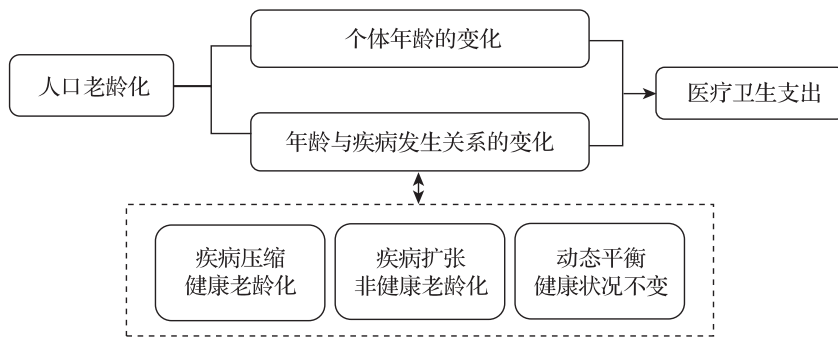 个体年龄的变化
人口老龄化
医疗卫生支出
年龄与疾病发生关系的变化
疾病压缩
健康老龄化
疾病扩张
非健康老龄化
动态平衡
健康状况不变